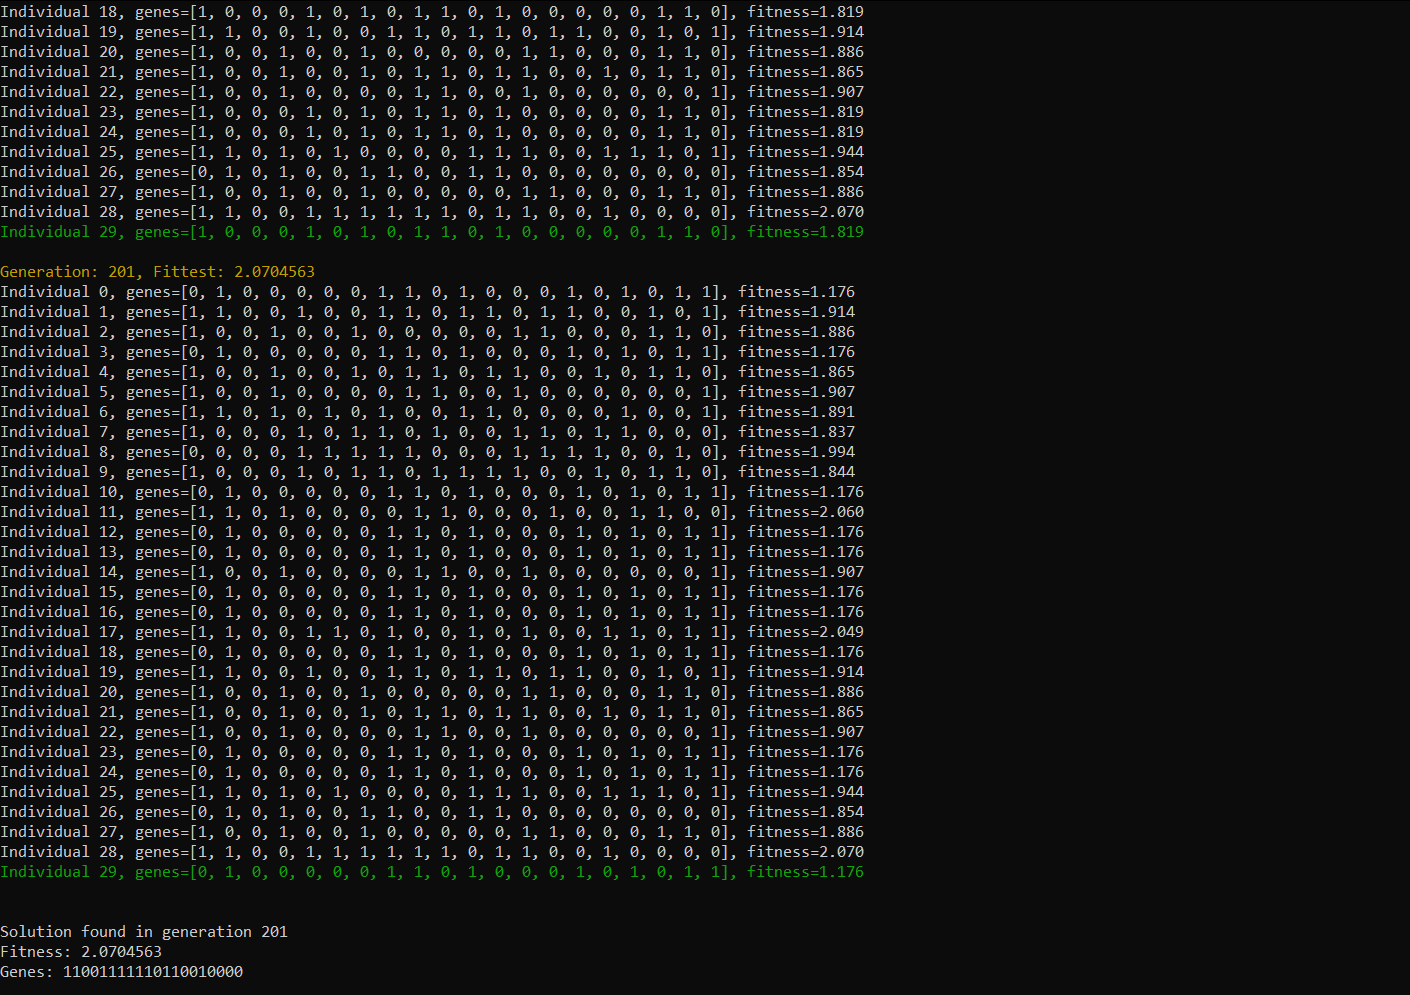 Individual 18, genes=[1, 0, 0, 0, 1, 0, 1, 0, 1, 1, 0, 1, 0, 0, 0, 0, 0, 1, 1, 0], fitness=1.819
Individual 19, genes=[1, 1, 0, 0, 1, 0, 0, 1, 1, 0, 1, 1, 0, 1, 1, 0, 0, 1, 0, 1], fitness=1.914
Individual 20, genes=[1, 0, 0, 1, 0, 0, 1, 0, 0, 0, 0, 0, 1, 1, 0, 0, 0, 1, 1, 0], fitness=1.886
Individual 21, genes=[1, 0, 0, 1, 0, 0, 1, 0, 1, 1, 0, 1, 1, 0, 0, 1, 0, 1, 1, 0], fitness=1.865
Individual 22, genes=[1, 0, 0, 1, 0, 0, 0, 0, 1, 1, 0, 0, 1, 0, 0, 0, 0, 0, 0, 1], fitness=1.907
Individual 23, genes=[1, 0, 0, 0, 1, 0, 1, 0, 1, 1, 0, 1, 0, 0, 0, 0, 0, 1, 1, 0], fitness=1.819
Individual 24, genes=[1, 0, 0, 0, 1, 0, 1, 0, 1, 1, 0, 1, 0, 0, 0, 0, 0, 1, 1, 0], fitness=1.819
Individual 25, genes=[1, 1, 0, 1, 0, 1, 0, 0, 0, 0, 1, 1, 1, 0, 0, 1, 1, 1, 0, 1], fitness=1.944
Individual 26, genes=[0, 1, 0, 1, 0, 0, 1, 1, 0, 0, 1, 1, 0, 0, 0, 0, 0, 0, 0, 0], fitness=1.854
Individual 27, genes=[1, 0, 0, 1, 0, 0, 1, 0, 0, 0, 0, 0, 1, 1, 0, 0, 0, 1, 1, 0], fitness=1.886
Individual 28, genes=[1, 1, 0, 0, 1, 1, 1, 1, 1, 1, 0, 1, 1, 0, 0, 1, 0, 0, 0, 0], fitness=2.070
Individual 29, genes=[1, 0, 0, 0, 1, 0, 1, 0, 1, 1, 0, 1, 0, 0, 0, 0, 0, 1, 1, 0], fitness=1.819
Generation: 201, Fittest: 2.0704563
Individual 0, genes=[0, 1, 0, 0, 0, 0, 0, 1, 1, 0, 1, 0, 0, 0, 1, 0, 1, 0, 1, 1], fitness=1.176
Individual 1, genes=[1, 1, 0, 0, 1, 0, 0, 1, 1, 0, 1, 1, 0, 1, 1, 0, 0, 1, 0, 1], fitness=1.914
Individual 2, genes=[1, 0, 0, 1, 0, 0, 1, 0, 0, 0, 0, 0, 1, 1, 0, 0, 0, 1, 1, 0], fitness=1.886
Individual 3, genes=[0, 1, 0, 0, 0, 0, 0, 1, 1, 0, 1, 0, 0, 0, 1, 0, 1, 0, 1, 1], fitness=1.176
Individual 4, genes=[1, 0, 0, 1, 0, 0, 1, 0, 1, 1, 0, 1, 1, 0, 0, 1, 0, 1, 1, 0], fitness=1.865
Individual 5, genes=[1, 0, 0, 1, 0, 0, 0, 0, 1, 1, 0, 0, 1, 0, 0, 0, 0, 0, 0, 1], fitness=1.907
Individual 6, genes=[1, 1, 0, 1, 0, 1, 0, 1, 0, 0, 1, 1, 0, 0, 0, 0, 1, 0, 0, 1], fitness=1.891
Individual 7, genes=[1, 0, 0, 0, 1, 0, 1, 1, 0, 1, 0, 0, 1, 1, 0, 1, 1, 0, 0, 0], fitness=1.837
Individual 8, genes=[0, 0, 0, 0, 1, 1, 1, 1, 1, 0, 0, 0, 1, 1, 1, 1, 0, 0, 1, 0], fitness=1.994
Individual 9, genes=[1, 0, 0, 0, 1, 0, 1, 1, 0, 1, 1, 1, 1, 0, 0, 1, 0, 1, 1, 0], fitness=1.844
Individual 10, genes=[0, 1, 0, 0, 0, 0, 0, 1, 1, 0, 1, 0, 0, 0, 1, 0, 1, 0, 1, 1], fitness=1.176
Individual 11, genes=[1, 1, 0, 1, 0, 0, 0, 0, 1, 1, 0, 0, 0, 1, 0, 0, 1, 1, 0, 0], fitness=2.060
Individual 12, genes=[0, 1, 0, 0, 0, 0, 0, 1, 1, 0, 1, 0, 0, 0, 1, 0, 1, 0, 1, 1], fitness=1.176
Individual 13, genes=[0, 1, 0, 0, 0, 0, 0, 1, 1, 0, 1, 0, 0, 0, 1, 0, 1, 0, 1, 1], fitness=1.176
Individual 14, genes=[1, 0, 0, 1, 0, 0, 0, 0, 1, 1, 0, 0, 1, 0, 0, 0, 0, 0, 0, 1], fitness=1.907
Individual 15, genes=[0, 1, 0, 0, 0, 0, 0, 1, 1, 0, 1, 0, 0, 0, 1, 0, 1, 0, 1, 1], fitness=1.176
Individual 16, genes=[0, 1, 0, 0, 0, 0, 0, 1, 1, 0, 1, 0, 0, 0, 1, 0, 1, 0, 1, 1], fitness=1.176
Individual 17, genes=[1, 1, 0, 0, 1, 1, 0, 1, 0, 0, 1, 0, 1, 0, 0, 1, 1, 0, 1, 1], fitness=2.049
Individual 18, genes=[0, 1, 0, 0, 0, 0, 0, 1, 1, 0, 1, 0, 0, 0, 1, 0, 1, 0, 1, 1], fitness=1.176
Individual 19, genes=[1, 1, 0, 0, 1, 0, 0, 1, 1, 0, 1, 1, 0, 1, 1, 0, 0, 1, 0, 1], fitness=1.914
Individual 20, genes=[1, 0, 0, 1, 0, 0, 1, 0, 0, 0, 0, 0, 1, 1, 0, 0, 0, 1, 1, 0], fitness=1.886
Individual 21, genes=[1, 0, 0, 1, 0, 0, 1, 0, 1, 1, 0, 1, 1, 0, 0, 1, 0, 1, 1, 0], fitness=1.865
Individual 22, genes=[1, 0, 0, 1, 0, 0, 0, 0, 1, 1, 0, 0, 1, 0, 0, 0, 0, 0, 0, 1], fitness=1.907
Individual 23, genes=[0, 1, 0, 0, 0, 0, 0, 1, 1, 0, 1, 0, 0, 0, 1, 0, 1, 0, 1, 1], fitness=1.176
Individual 24, genes=[0, 1, 0, 0, 0, 0, 0, 1, 1, 0, 1, 0, 0, 0, 1, 0, 1, 0, 1, 1], fitness=1.176
Individual 25, genes=[1, 1, 0, 1, 0, 1, 0, 0, 0, 0, 1, 1, 1, 0, 0, 1, 1, 1, 0, 1], fitness=1.944
Individual 26, genes=[0, 1, 0, 1, 0, 0, 1, 1, 0, 0, 1, 1, 0, 0, 0, 0, 0, 0, 0, 0], fitness=1.854
Individual 27, genes=[1, 0, 0, 1, 0, 0, 1, 0, 0, 0, 0, 0, 1, 1, 0, 0, 0, 1, 1, 0], fitness=1.886
Individual 28, genes=[1, 1, 0, 0, 1, 1, 1, 1, 1, 1, 0, 1, 1, 0, 0, 1, 0, 0, 0, 0], fitness=2.070
Individual 29, genes=[0, 1, 0, 0, 0, 0, 0, 1, 1, 0, 1, 0, 0, 0, 1, 0, 1, 0, 1, 1], fitness=1.176
Solution found in generation 201
Fitness: 2.0704563
Genes: 11001111110110010000